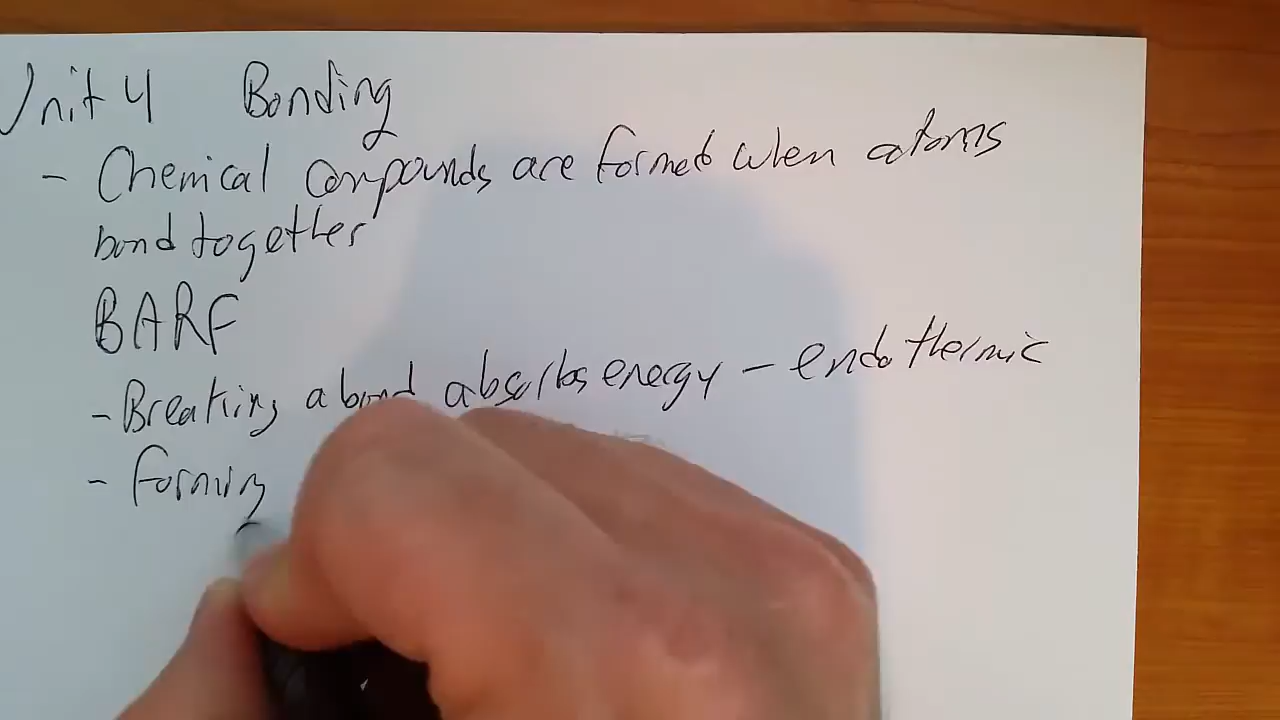 Unit 4 Bonding
- Chemical compounds are formed when atoms
bond together
BARF
- Breaking a bond absorbs energy - endothermic
- Forming